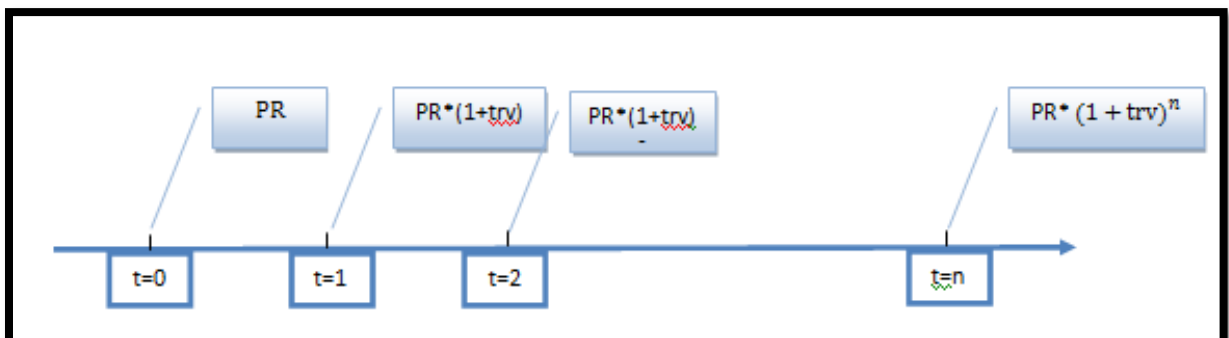 PR
PR*(1+trv)
PR*(1+trv)
-
PR* (1 + trv)ⁿ
t=0
t=1
t=2
t=n